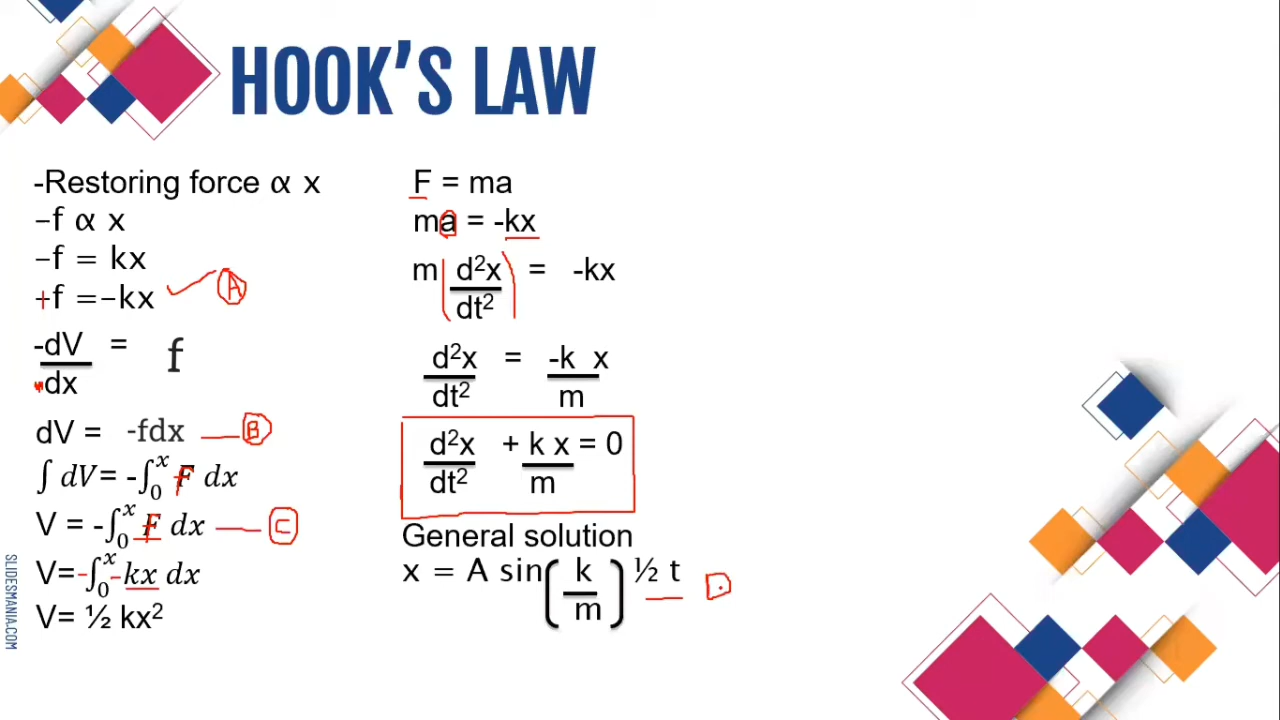 HOOK'S LAW
-Restoring force α x
−f α x
−f = kx
+f =−kx ✓ A
-dV/dx = f
dV = -fdx — B
∫ dV = -∫₀ˣ F dx
V = -∫₀ˣ F dx — C
V=-∫₀ˣ -kx dx
V= ½ kx²
F = ma
ma = -kx
m (d²x/dt²) = -kx
d²x/dt² = -k x/m
d²x/dt² + k x/m = 0
General solution
x = A sin(k/m) ½ t D
SLIDESMANIA.COM